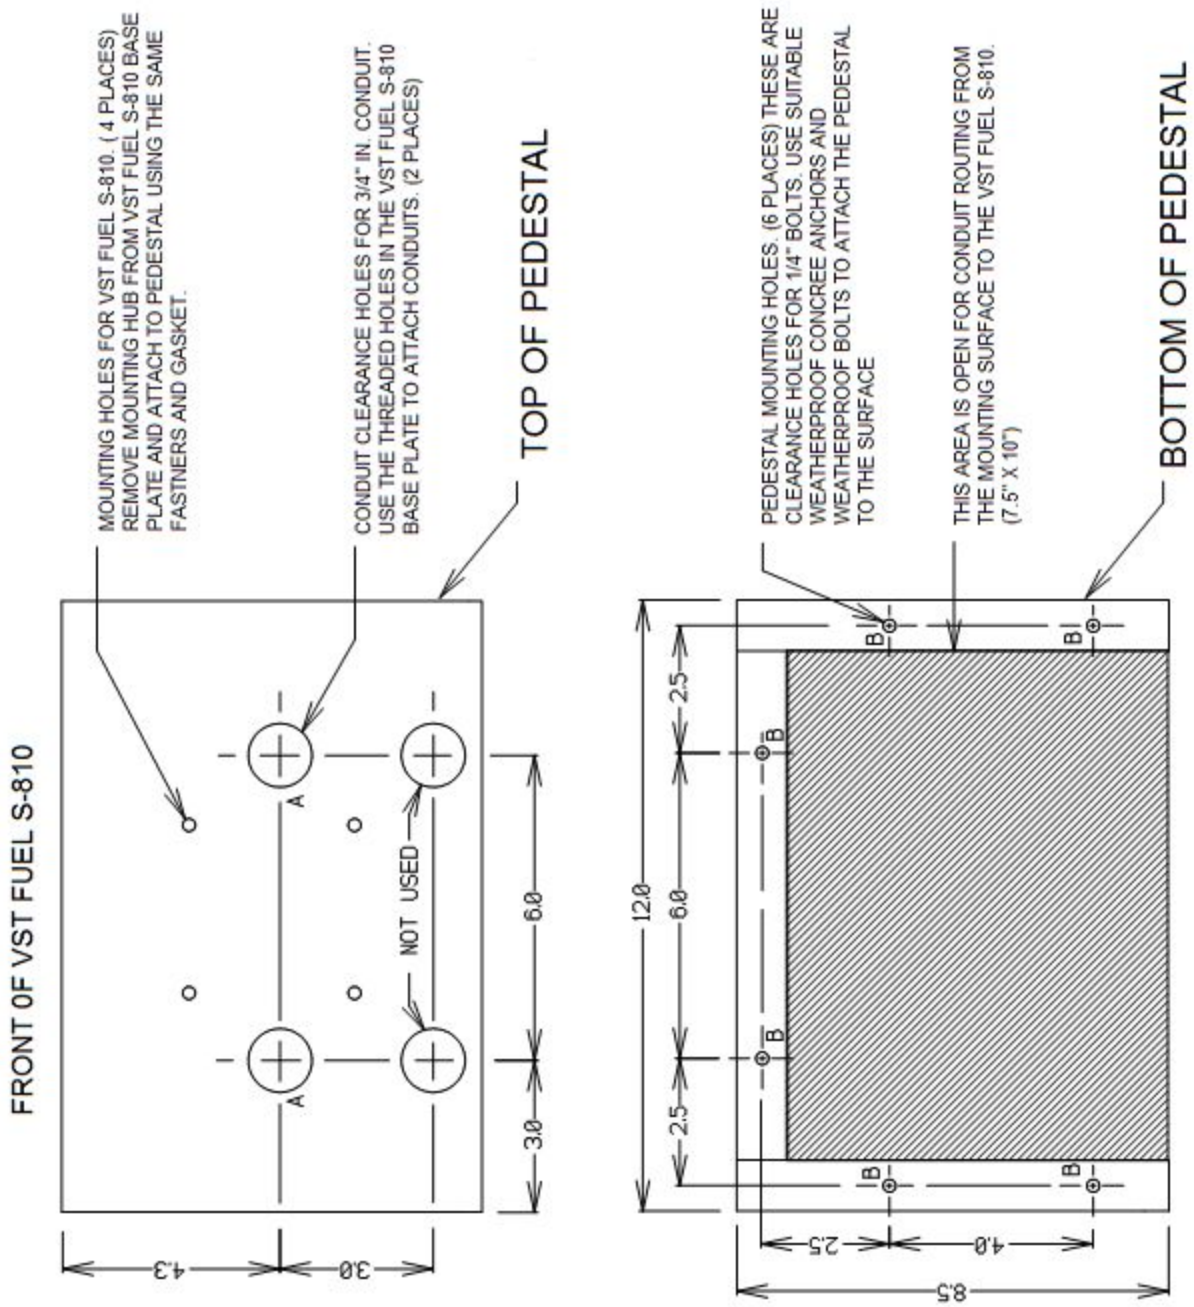 FRONT 0F VST FUEL S-810
MOUNTING HOLES FOR VST FUEL S-810. ( 4 PLACES)
REMOVE MOUNTING HUB FROM VST FUEL S-810 BASE
PLATE AND ATTACH TO PEDESTAL USING THE SAME
FASTNERS AND GASKET.
CONDUIT CLEARANCE HOLES FOR 3/4" IN. CONDUIT.
USE THE THREADED HOLES IN THE VST FUEL S-810
BASE PLATE TO ATTACH CONDUITS. (2 PLACES)
TOP OF PEDESTAL
A
A
NOT USED
4.3
3.0
3.0
6.0
PEDESTAL MOUNTING HOLES. (6 PLACES) THESE ARE
CLEARANCE HOLES FOR 1/4" BOLTS. USE SUITABLE
WEATHERPROOF CONCREE ANCHORS AND
WEATHERPROOF BOLTS TO ATTACH THE PEDESTAL
TO THE SURFACE
THIS AREA IS OPEN FOR CONDUIT ROUTING FROM
THE MOUNTING SURFACE TO THE VST FUEL S-810.
(7.5" X 10")
BOTTOM OF PEDESTAL
12.0
2.5
6.0
2.5
B
B
B
B
B
B
2.5
4.0
8.5